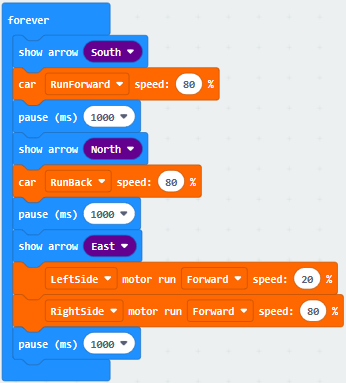 forever
show arrow South
car RunForward speed: 80 %
pause (ms) 1000
show arrow North
car RunBack speed: 80 %
pause (ms) 1000
show arrow East
LeftSide motor run Forward speed: 20 %
RightSide motor run Forward speed: 80 %
pause (ms) 1000